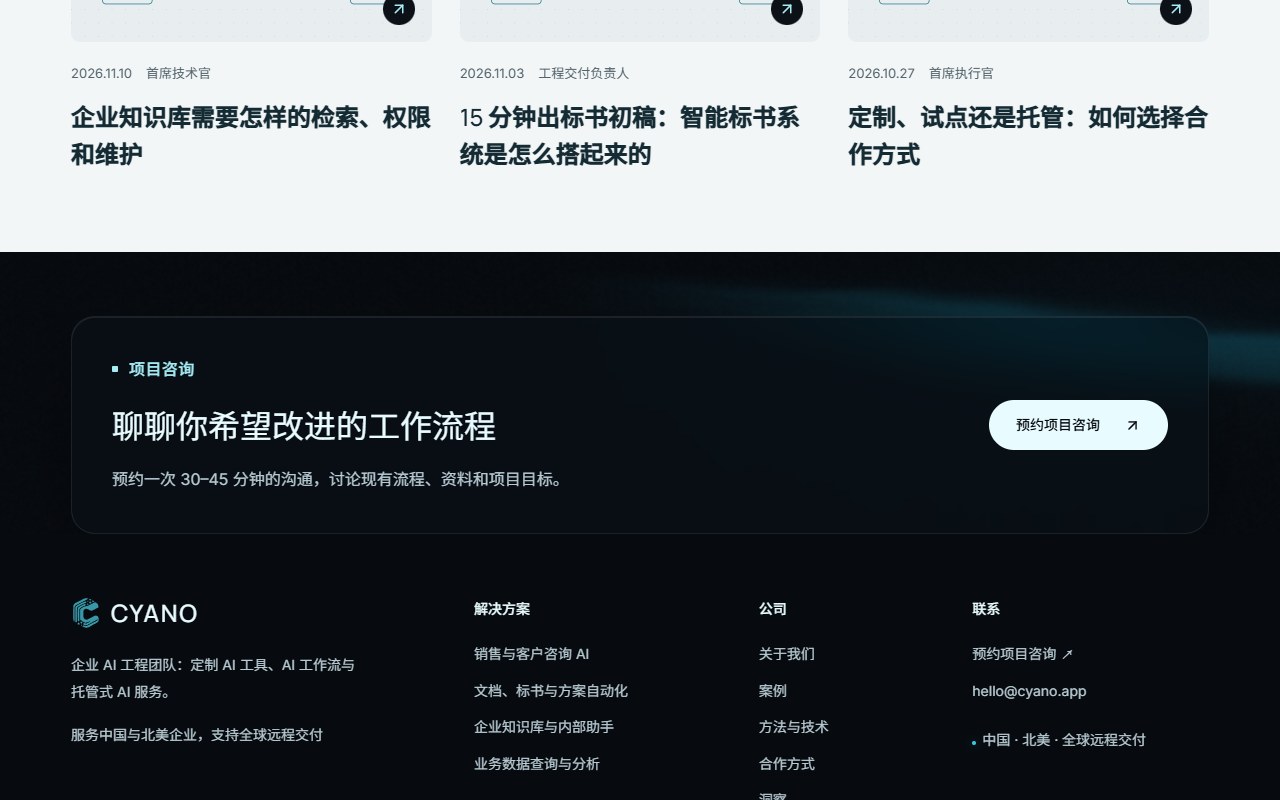 2026.11.10 首席技术官
企业知识库需要怎样的检索、权限
和维护
2026.11.03 工程交付负责人
15 分钟出标书初稿：智能标书系
统是怎么搭起来的
2026.10.27 首席执行官
定制、试点还是托管：如何选择合
作方式
项目咨询
聊聊你希望改进的工作流程
预约一次 30–45 分钟的沟通，讨论现有流程、资料和项目目标。
预约项目咨询
CYANO
企业 AI 工程团队：定制 AI 工具、AI 工作流与
托管式 AI 服务。
服务中国与北美企业，支持全球远程交付
解决方案
销售与客户咨询 AI
文档、标书与方案自动化
企业知识库与内部助手
业务数据查询与分析
公司
关于我们
案例
方法与技术
合作方式
洞察
联系
预约项目咨询 ↗
hello@cyano.app
中国 · 北美 · 全球远程交付